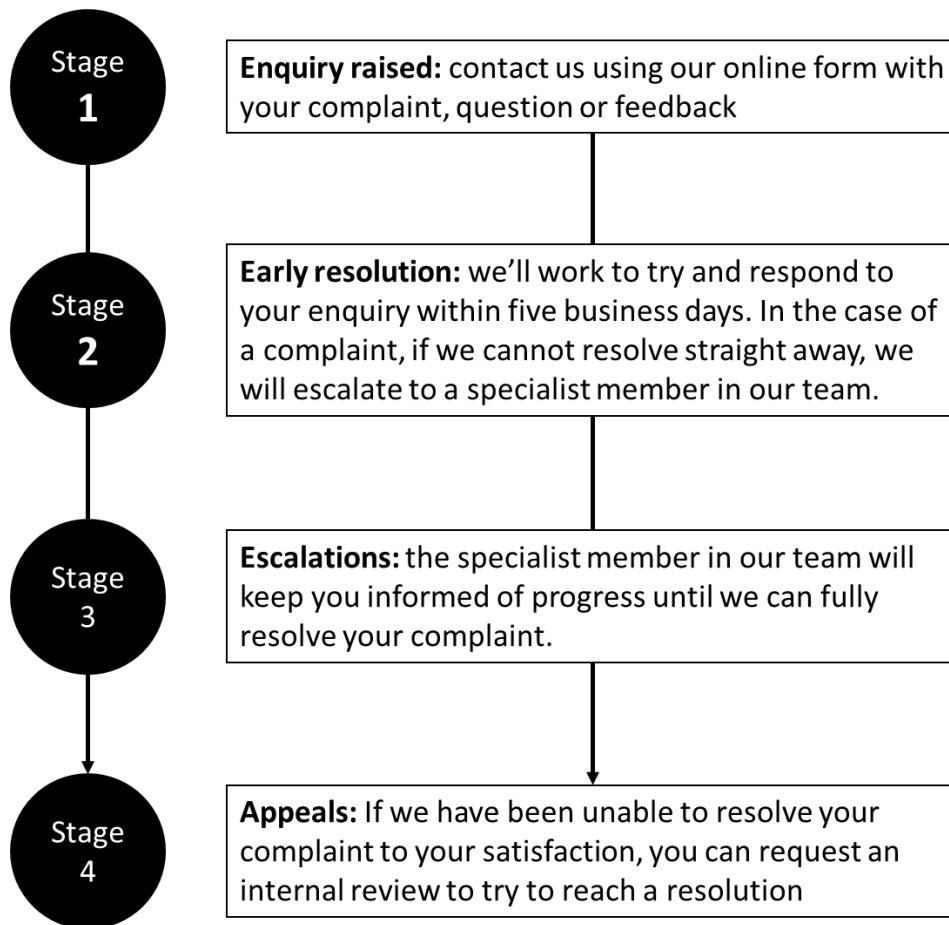 Stage
1
Enquiry raised: contact us using our online form with
your complaint, question or feedback
Stage
2
Early resolution: we’ll work to try and respond to
your enquiry within five business days. In the case of
a complaint, if we cannot resolve straight away, we
will escalate to a specialist member in our team.
Stage
3
Escalations: the specialist member in our team will
keep you informed of progress until we can fully
resolve your complaint.
Stage
4
Appeals: If we have been unable to resolve your
complaint to your satisfaction, you can request an
internal review to try to reach a resolution